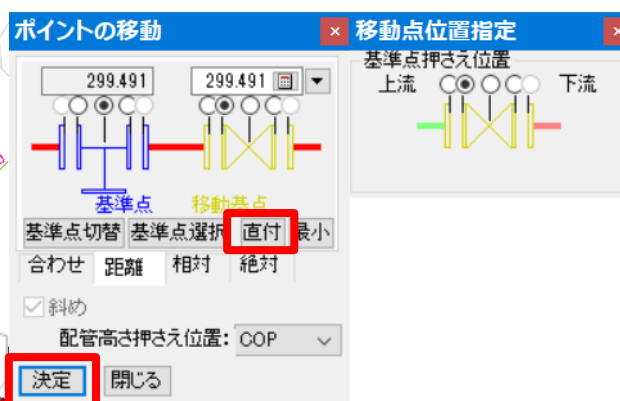 ポイントの移動
299.491 299.491
基準点 移動基点
基準点切替 基準点選択 直付 最小
合わせ 距離 相対 絶対
斜め
配管高さ押さえ位置: COP
決定 閉じる
移動点位置指定
基準点押さえ位置
上流 下流